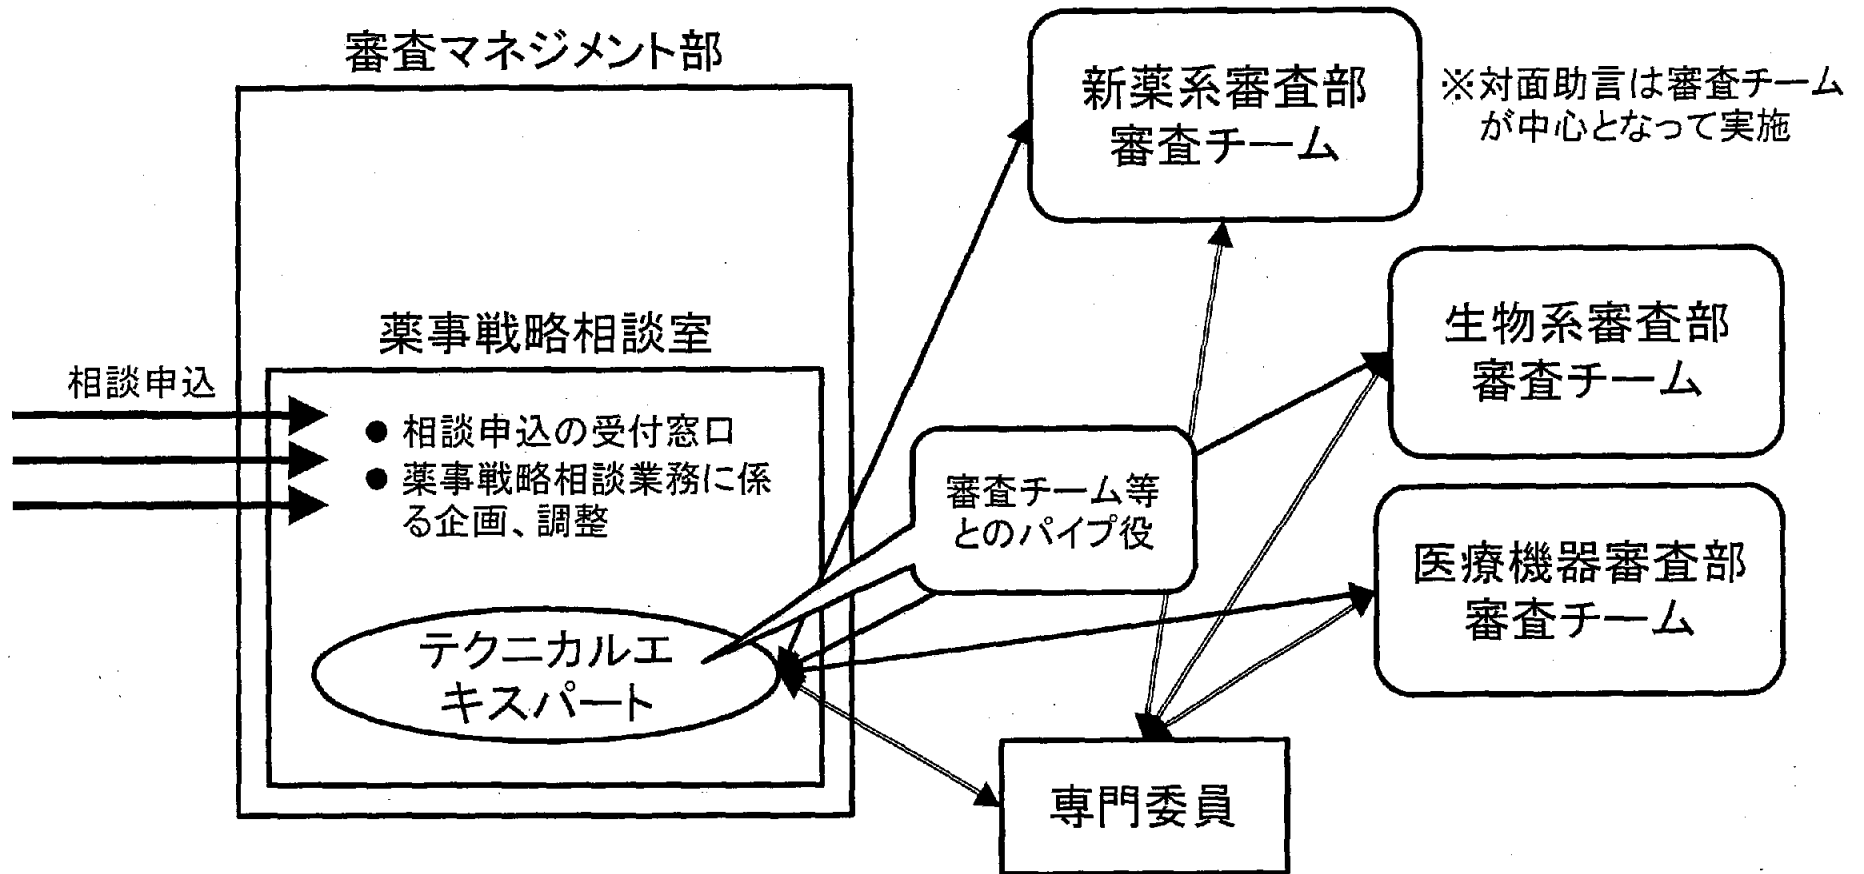 審査マネジメント部
薬事戦略相談室
相談申込
● 相談申込の受付窓口
● 薬事戦略相談業務に係
る企画、調整
テクニカルエ
キスパート
審査チーム等
とのパイプ役
新薬系審査部
審査チーム
※対面助言は審査チーム
が中心となって実施
生物系審査部
審査チーム
医療機器審査部
審査チーム
専門委員